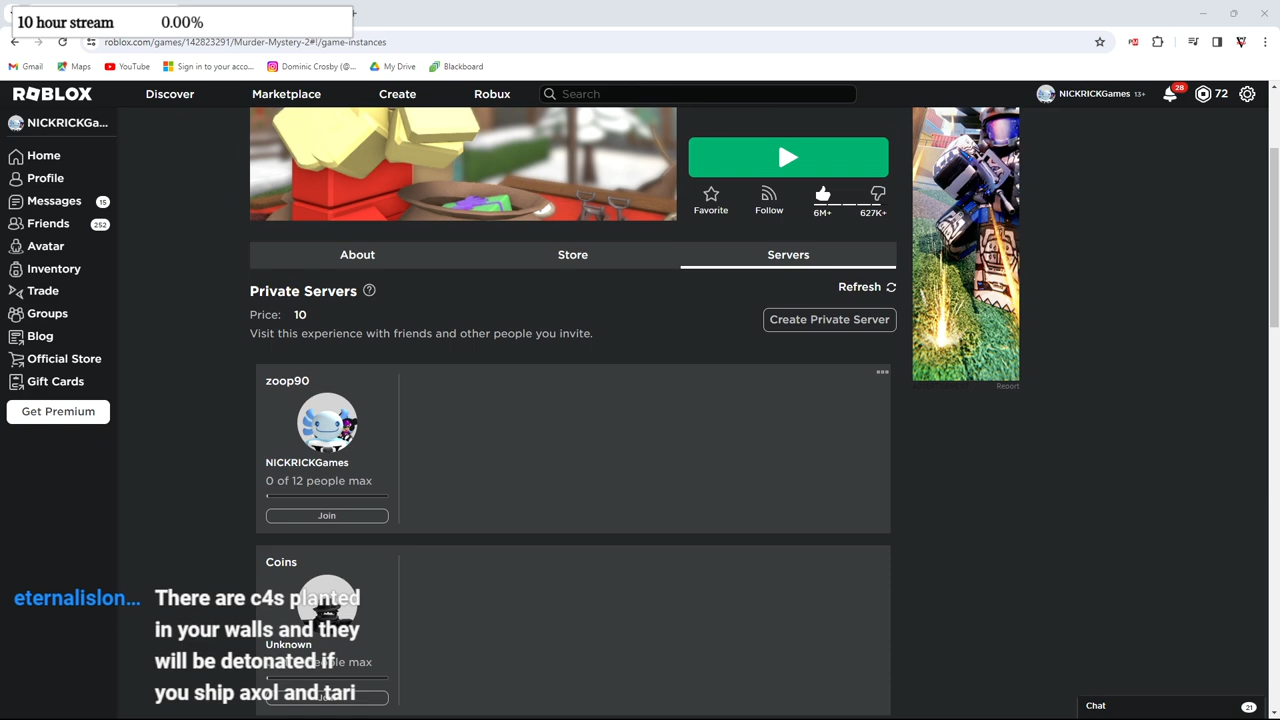 10 hour stream 0.00%
roblox.com/games/142823291/Murder-Mystery-2#!/game-instances
Gmail Maps YouTube Sign in to your acco... Dominic Crosby (@... My Drive Blackboard
ROBLOX Discover Marketplace Create Robux Search NICKRICKGames 13+ 28 72
NICKRICKGa...
Home
Profile
Messages 15
Friends 252
Avatar
Inventory
Trade
Groups
Blog
Official Store
Gift Cards
Get Premium
Favorite Follow 6M+ 627K+
About Store Servers
Private Servers Refresh
Price: 10
Create Private Server
Visit this experience with friends and other people you invite.
Report
zoop90
NICKRICKGames
0 of 12 people max
Join
Coins
Unknown
people max
eternalislon... There are c4s planted
in your walls and they
will be detonated if
you ship axol and tari
Chat 21